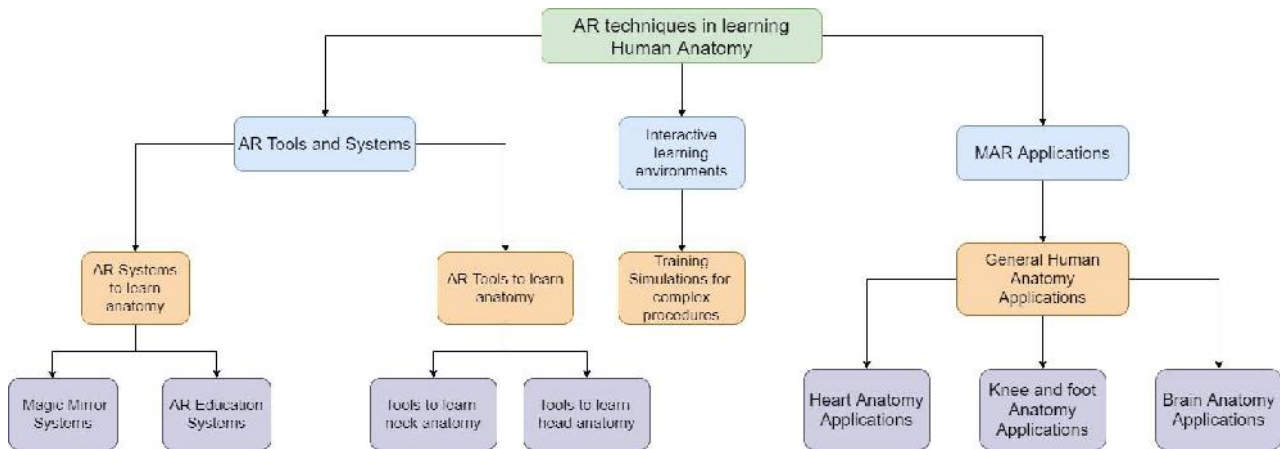 AR techniques in learning
Human Anatomy
AR Tools and Systems
Interactive
learning
environments
MAR Applications
AR Systems
to learn
anatomy
AR Tools to learn
anatomy
Training
Simulations for
complex
procedures
General Human
Anatomy
Applications
Magic Mirror
Systems
AR Education
Systems
Tools to learn
neck anatomy
Tools to learn
head anatomy
Heart Anatomy
Applications
Knee and foot
Anatomy
Applications
Brain Anatomy
Applications